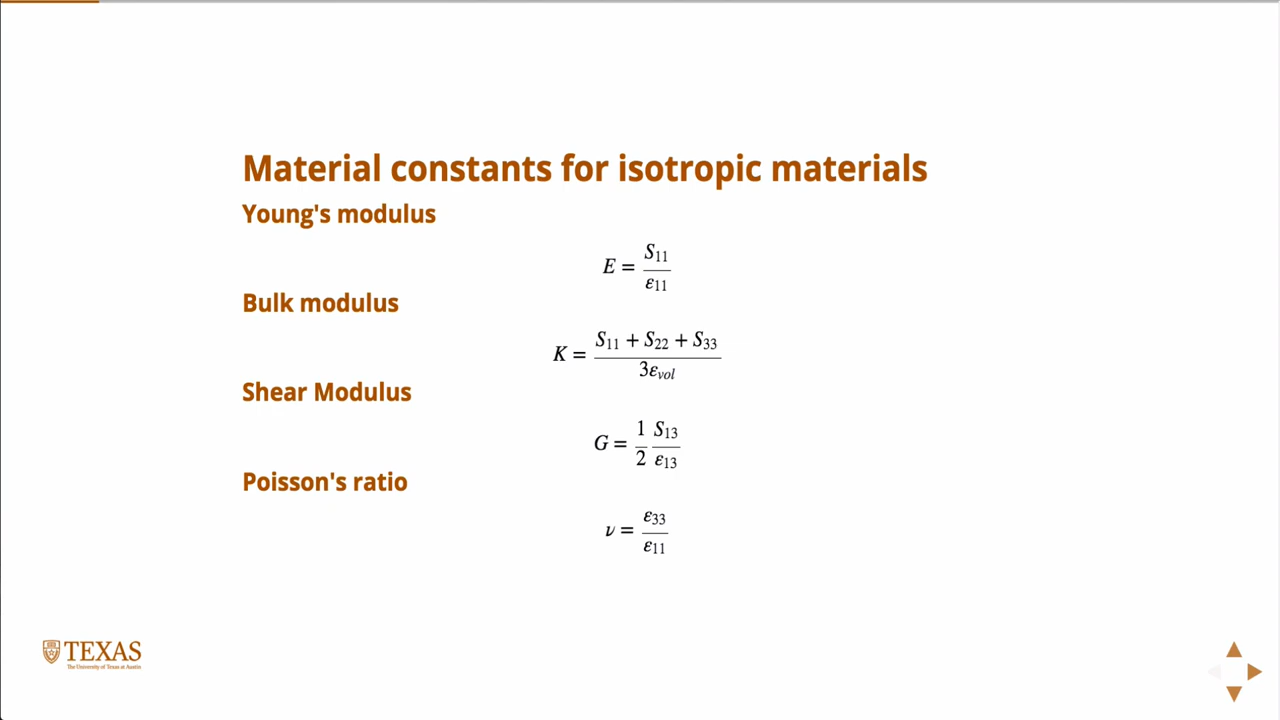 Material constants for isotropic materials
Young's modulus
E = S₁₁ / ε₁₁
Bulk modulus
K = (S₁₁ + S₂₂ + S₃₃) / 3ε_vol
Shear Modulus
G = 1/2 S₁₃ / ε₁₃
Poisson's ratio
ν = ε₃₃ / ε₁₁
TEXAS
The University of Texas at Austin